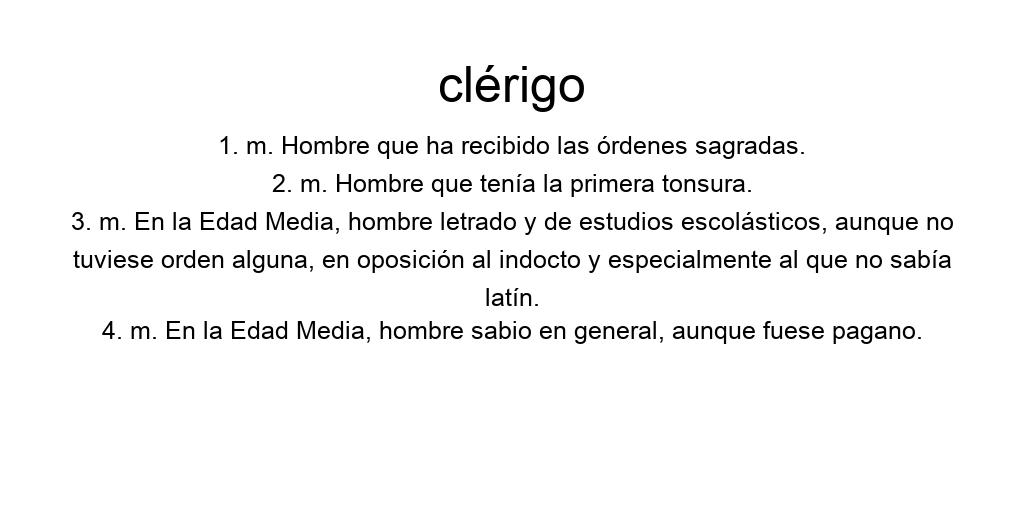 clérigo
1. m. Hombre que ha recibido las órdenes sagradas.
2. m. Hombre que tenía la primera tonsura.
3. m. En la Edad Media, hombre letrado y de estudios escolásticos, aunque no
tuviese orden alguna, en oposición al indocto y especialmente al que no sabía
latín.
4. m. En la Edad Media, hombre sabio en general, aunque fuese pagano.